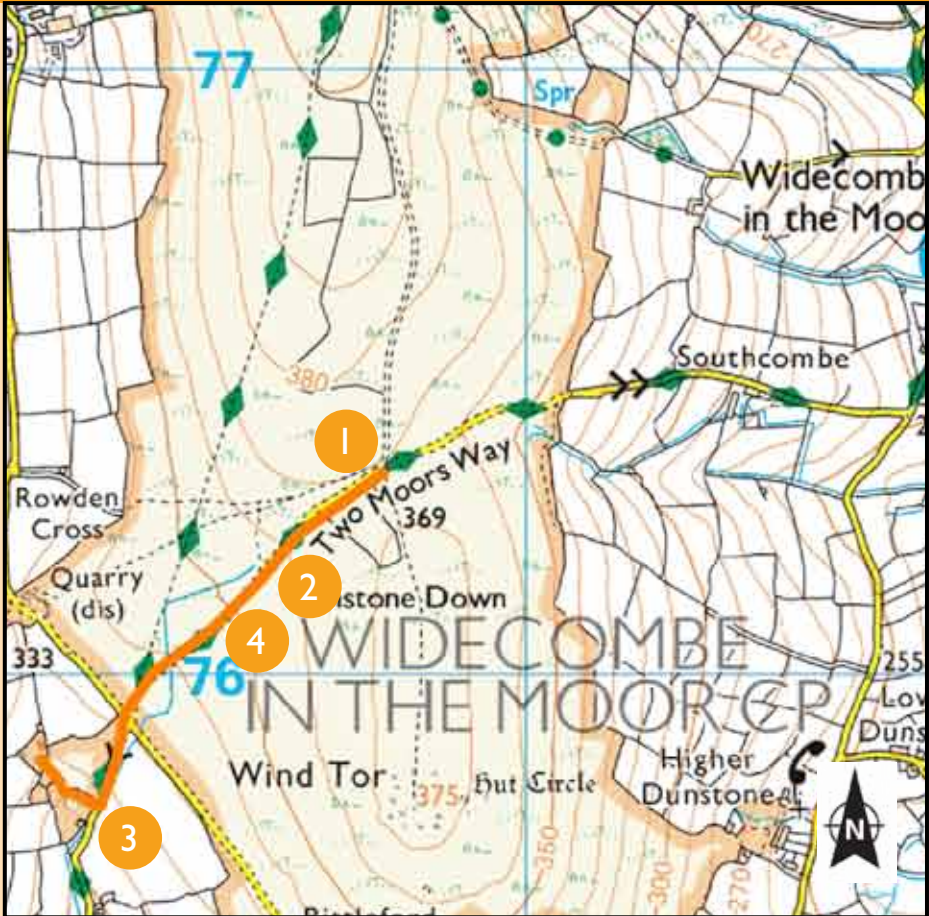 77
270
Spr
Widecomb
in the Moo
Southcombe
380
1
Two Moors Way
369
Rowden
Cross
Quarry
(dis)
2
nstone Down
4
WIDECOMBE
333
76
255
IN THE MOOR CP
Low
Duns
Wind Tor
375
Hut Circle
Higher
Dunstone
3
350
300
270
N